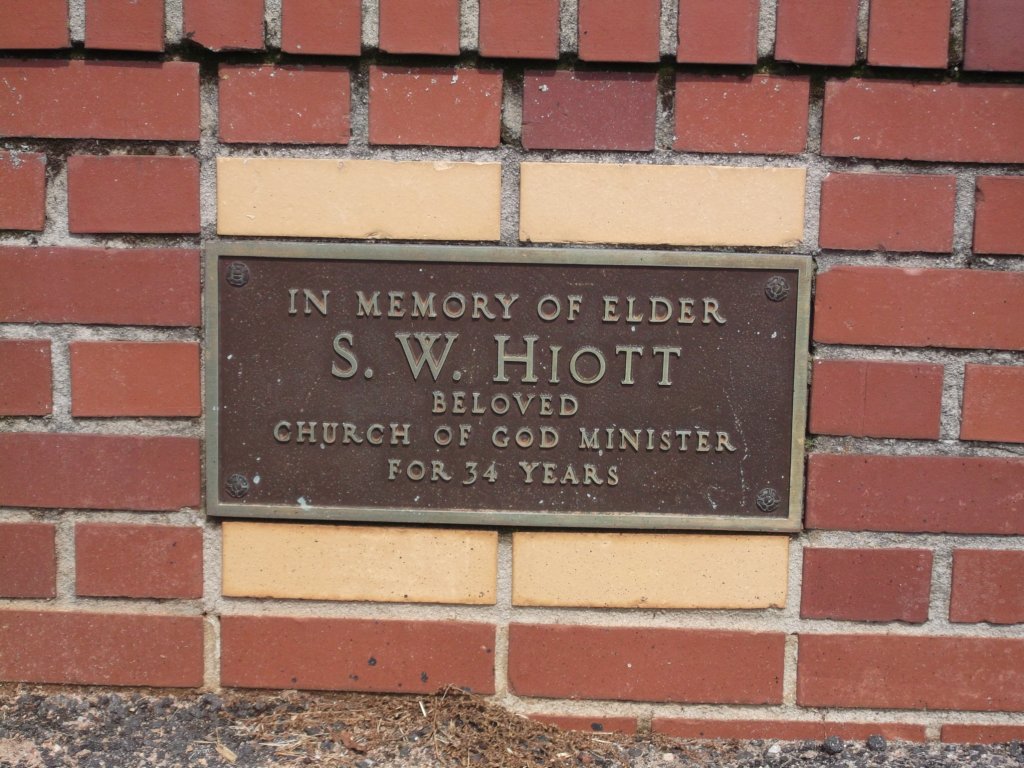 IN MEMORY OF ELDER
S. W. HIOTT
BELOVED
CHURCH OF GOD MINISTER
FOR 34 YEARS